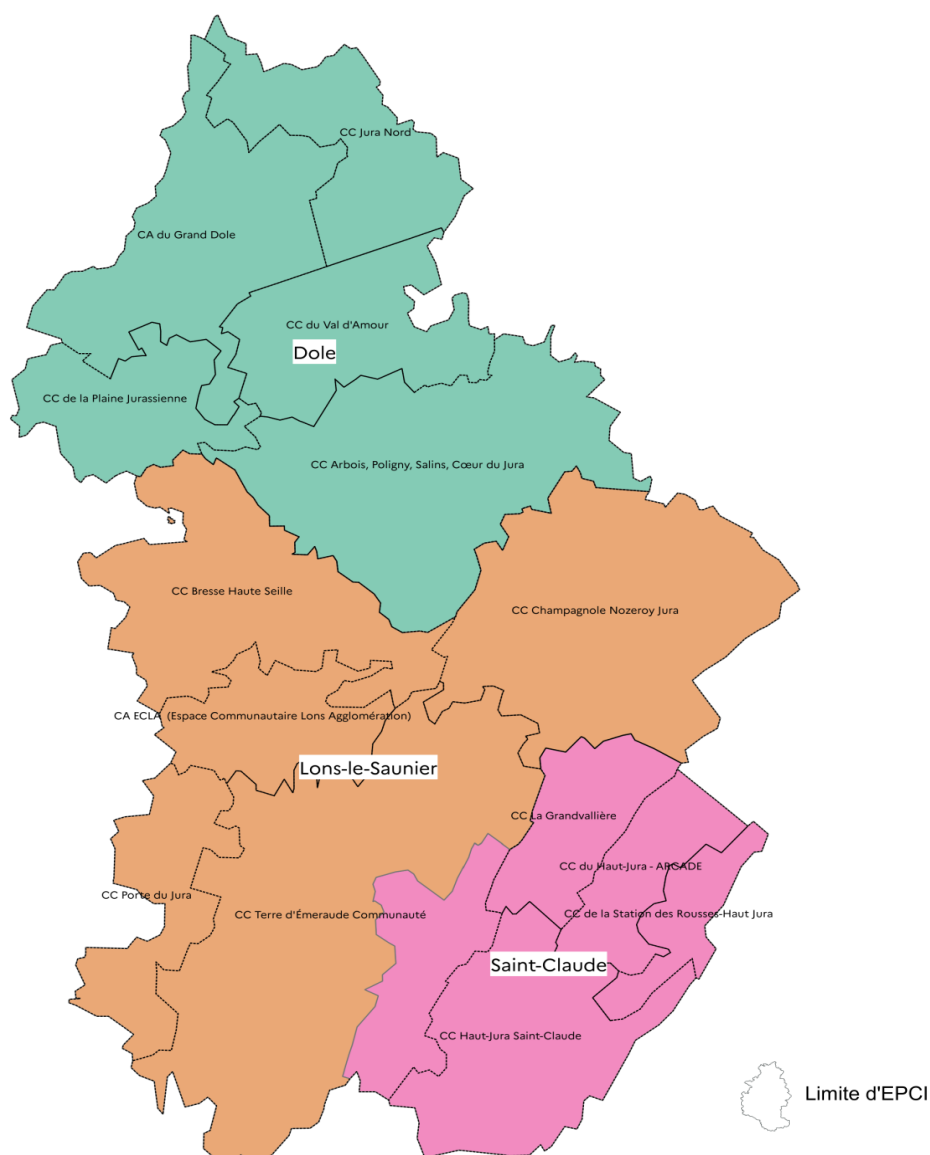 CC Jura Nord
CA du Grand Dole
CC du Val d'Amour
Dole
CC de la Plaine Jurassienne
CC Arbois, Poligny, Salins, Cœur du Jura
CC Bresse Haute Seille
CC Champagnole Nozeroy Jura
CA ECLA (Espace Communautaire Lons Agglomération)
Lons-le-Saunier
CC La Grandvallière
CC du Haut-Jura - ARCADE
CC Porte du Jura
CC Terre d'Émeraude Communauté
CC de la Station des Rousses-Haut Jura
Saint-Claude
CC Haut-Jura Saint-Claude
Limite d'EPCI